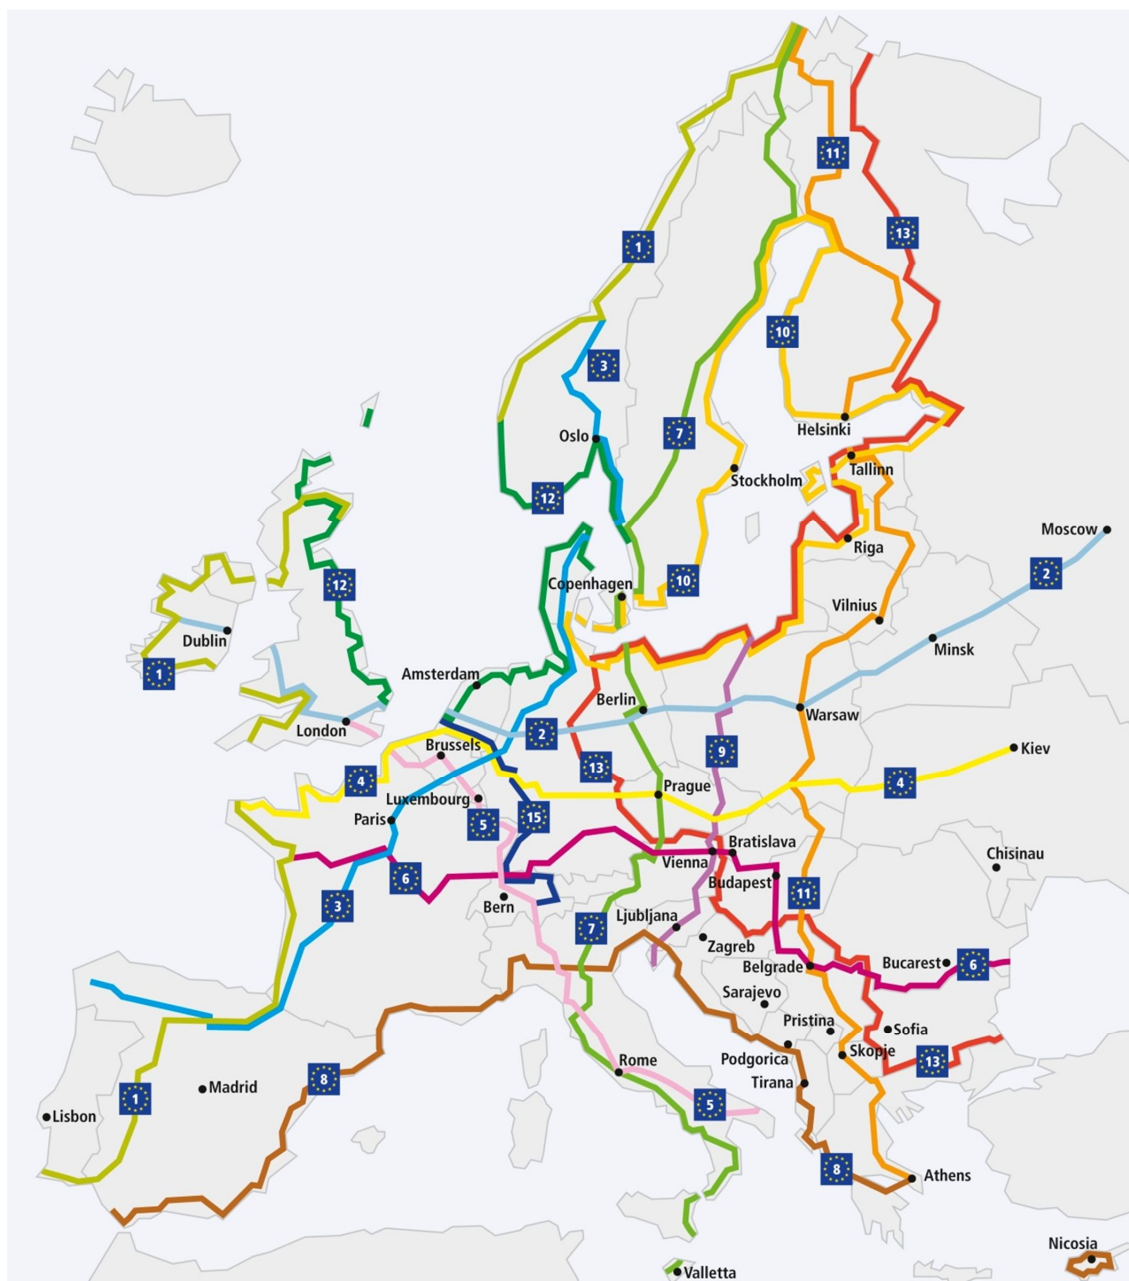 11
13
1
10
3
7
Helsinki
Oslo
Tallinn
Stockholm
12
Moscow
Riga
2
Copenhagen
10
12
Vilnius
Dublin
Minsk
1
Amsterdam
Berlin
Warsaw
London
2
Brussels
9
Kiev
13
4
4
Prague
Luxembourg
Paris
5
15
Bratislava
Vienna
Chisinau
6
Budapest
11
3
Bern
Ljubljana
7
Zagreb
Belgrade
Bucarest
6
Sarajevo
Pristina
Sofia
Podgorica
Skopje
Rome
13
8
Tirana
Madrid
1
5
Lisbon
8
Athens
Nicosia
Valletta